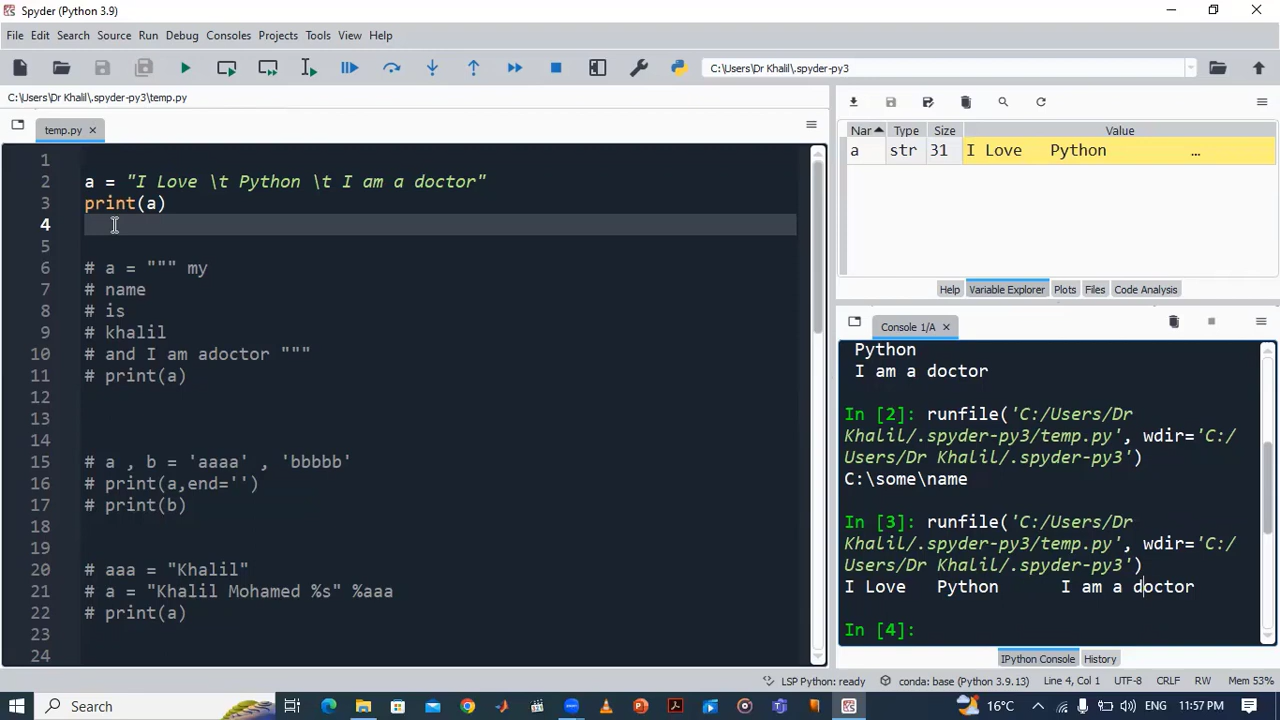 Spyder (Python 3.9)
File Edit Search Source Run Debug Consoles Projects Tools View Help
C:\Users\Dr Khalil\.spyder-py3
C:\Users\Dr Khalil\.spyder-py3\temp.py
temp.py
1
2 a = "I Love \t Python \t I am a doctor"
3 print(a)
4
5
6 # a = """ my
7 # name
8 # is
9 # khalil
10 # and I am adoctor """
11 # print(a)
12
13
14
15 # a , b = 'aaaa' , 'bbbbb'
16 # print(a,end='')
17 # print(b)
18
19
20 # aaa = "Khalil"
21 # a = "Khalil Mohamed %s" %aaa
22 # print(a)
23
24
Nar Type Size Value
a str 31 I Love Python ...
Help Variable Explorer Plots Files Code Analysis
Console 1/A
Python
I am a doctor
In [2]: runfile('C:/Users/Dr
Khalil/.spyder-py3/temp.py', wdir='C:/
Users/Dr Khalil/.spyder-py3')
C:\some\name
In [3]: runfile('C:/Users/Dr
Khalil/.spyder-py3/temp.py', wdir='C:/
Users/Dr Khalil/.spyder-py3')
I Love Python I am a doctor
In [4]:
IPython Console History
LSP Python: ready conda: base (Python 3.9.13) Line 4, Col 1 UTF-8 CRLF RW Mem 53%
Search 16°C ENG 11:57 PM